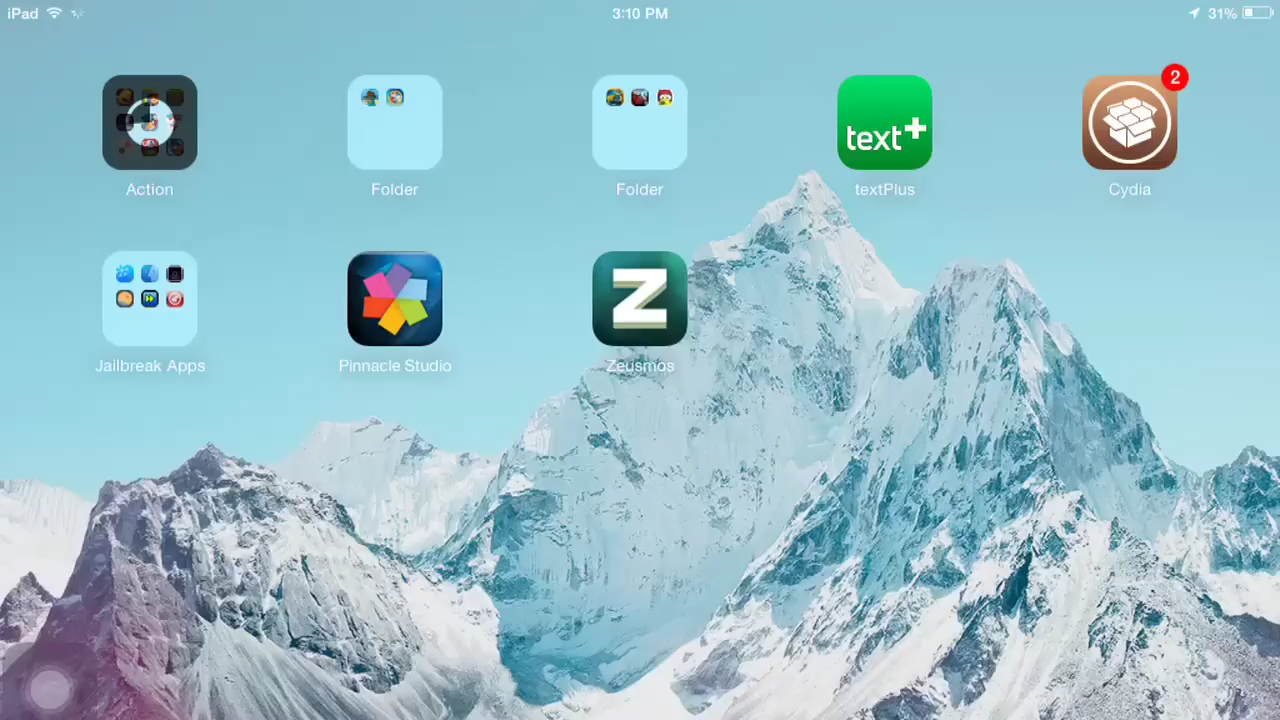 iPad
3:10 PM
31%
2
text+
Action
Folder
Folder
textPlus
Cydia
Z
Jailbreak Apps
Pinnacle Studio
Zeusmos